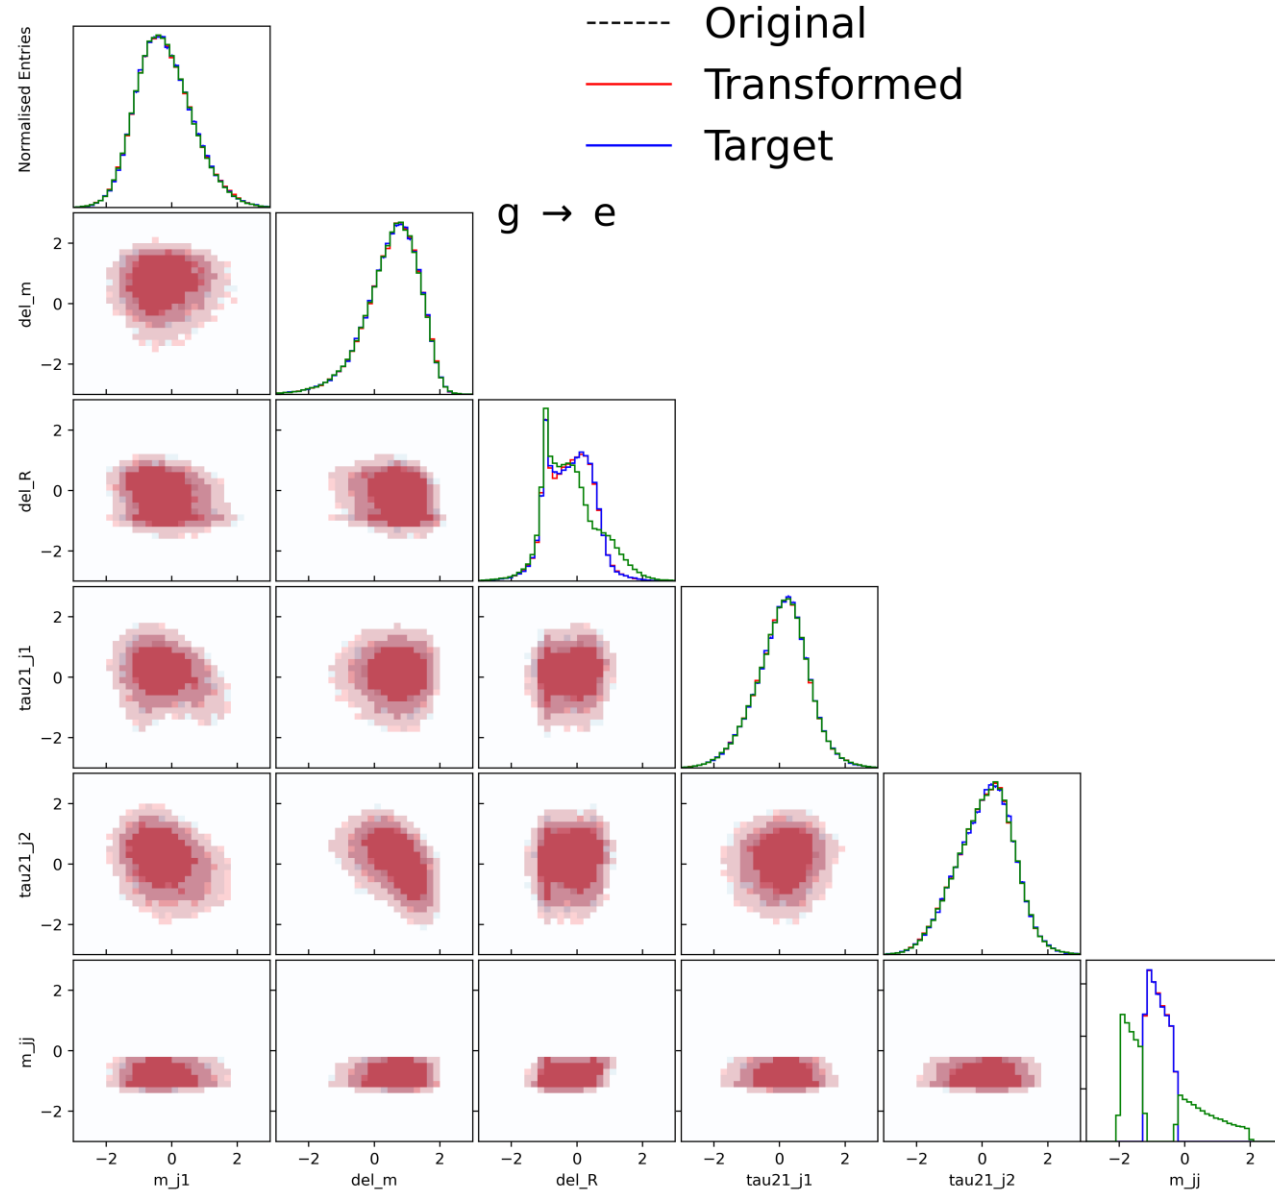 Original
Transformed
Target
g → e
Normalised Entries
del_m
2
0
−2
del_R
2
0
−2
tau21_j1
2
0
−2
tau21_j2
2
0
−2
m_jj
2
0
−2
−2 0 2 −2 0 2 −2 0 2 −2 0 2 −2 0 2 −2 0 2
m_j1 del_m del_R tau21_j1 tau21_j2 m_jj